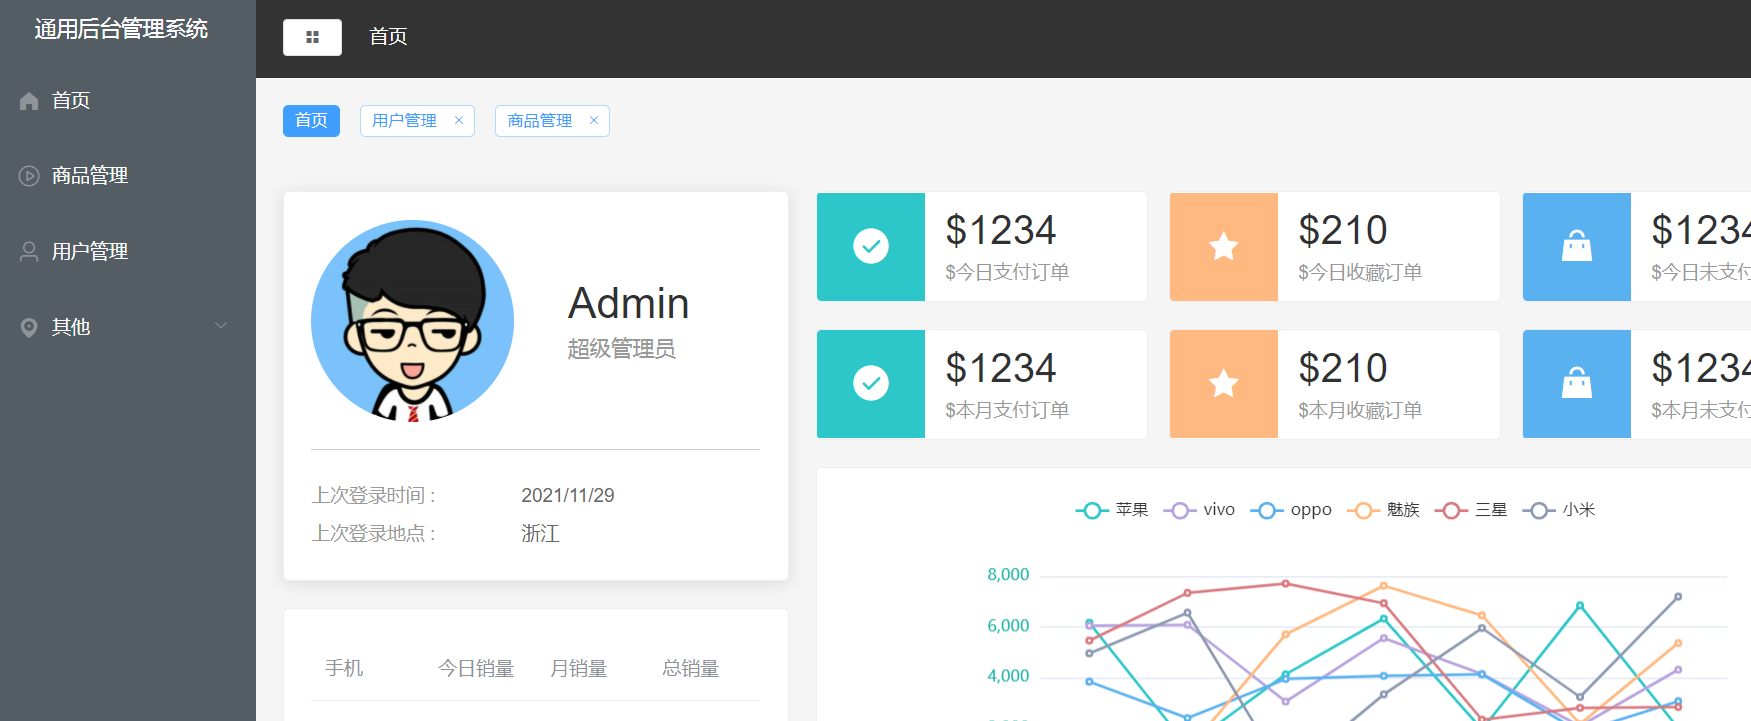 通用后台管理系统
首页
商品管理
用户管理
其他
首页
首页
用户管理 ×
商品管理 ×
Admin
超级管理员
上次登录时间 : 2021/11/29
上次登录地点 : 浙江
手机 今日销量 月销量 总销量
$1234
$今日支付订单
$210
$今日收藏订单
$1234
$今日未支付
$1234
$本月支付订单
$210
$本月收藏订单
$1234
$本月未支付
苹果 vivo oppo 魅族 三星 小米
8,000
6,000
4,000